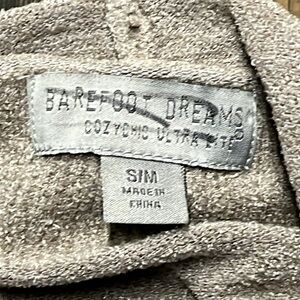 BAREFOOT DREAMS®
COZYCHIC ULTRA LITE
S/M
MADE IN
CHINA